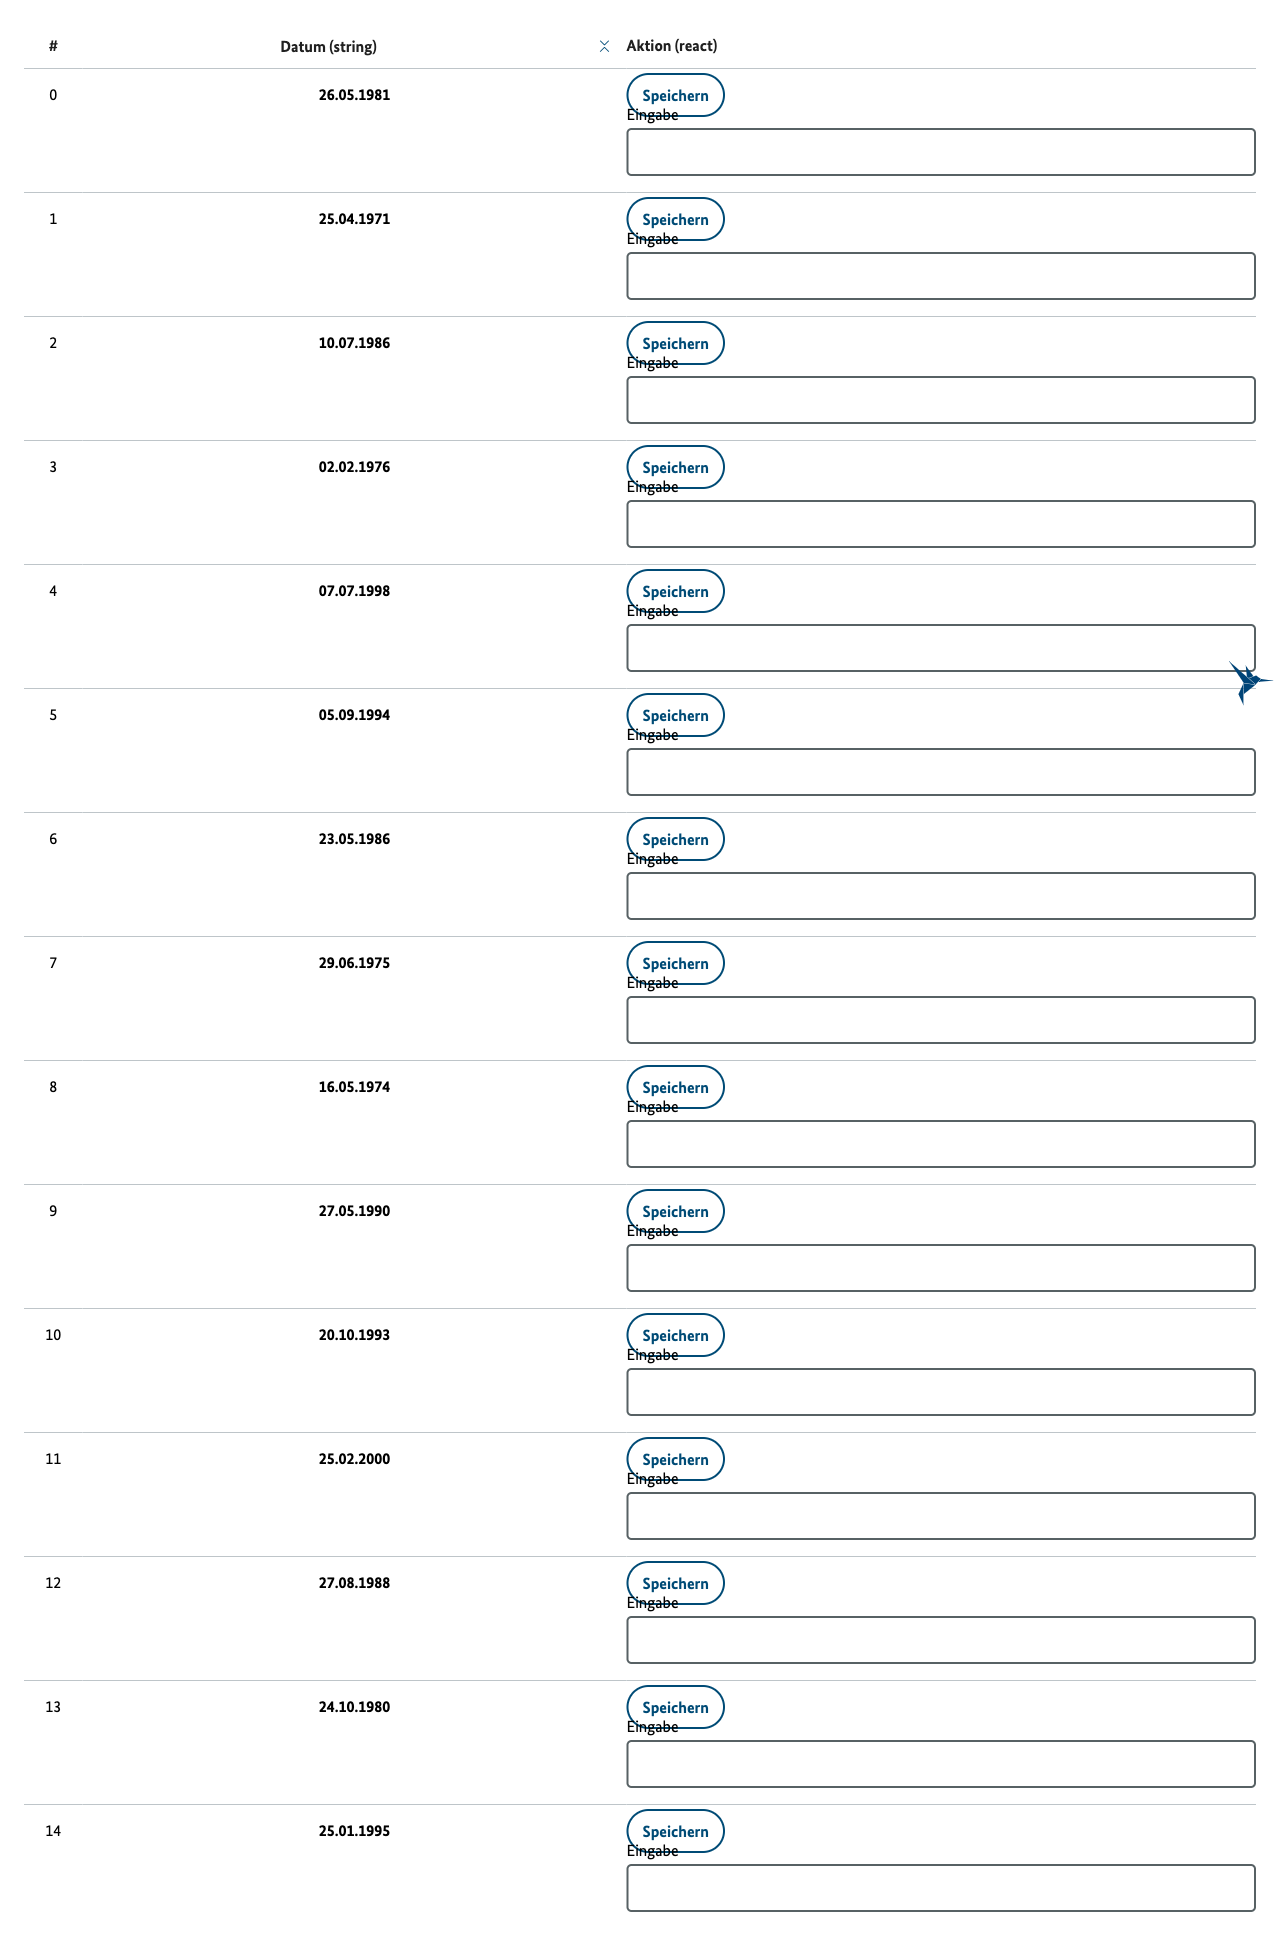 # Datum (string) Aktion (react)
0 26.05.1981 Speichern
Eingabe
1 25.04.1971 Speichern
Eingabe
2 10.07.1986 Speichern
Eingabe
3 02.02.1976 Speichern
Eingabe
4 07.07.1998 Speichern
Eingabe
5 05.09.1994 Speichern
Eingabe
6 23.05.1986 Speichern
Eingabe
7 29.06.1975 Speichern
Eingabe
8 16.05.1974 Speichern
Eingabe
9 27.05.1990 Speichern
Eingabe
10 20.10.1993 Speichern
Eingabe
11 25.02.2000 Speichern
Eingabe
12 27.08.1988 Speichern
Eingabe
13 24.10.1980 Speichern
Eingabe
14 25.01.1995 Speichern
Eingabe